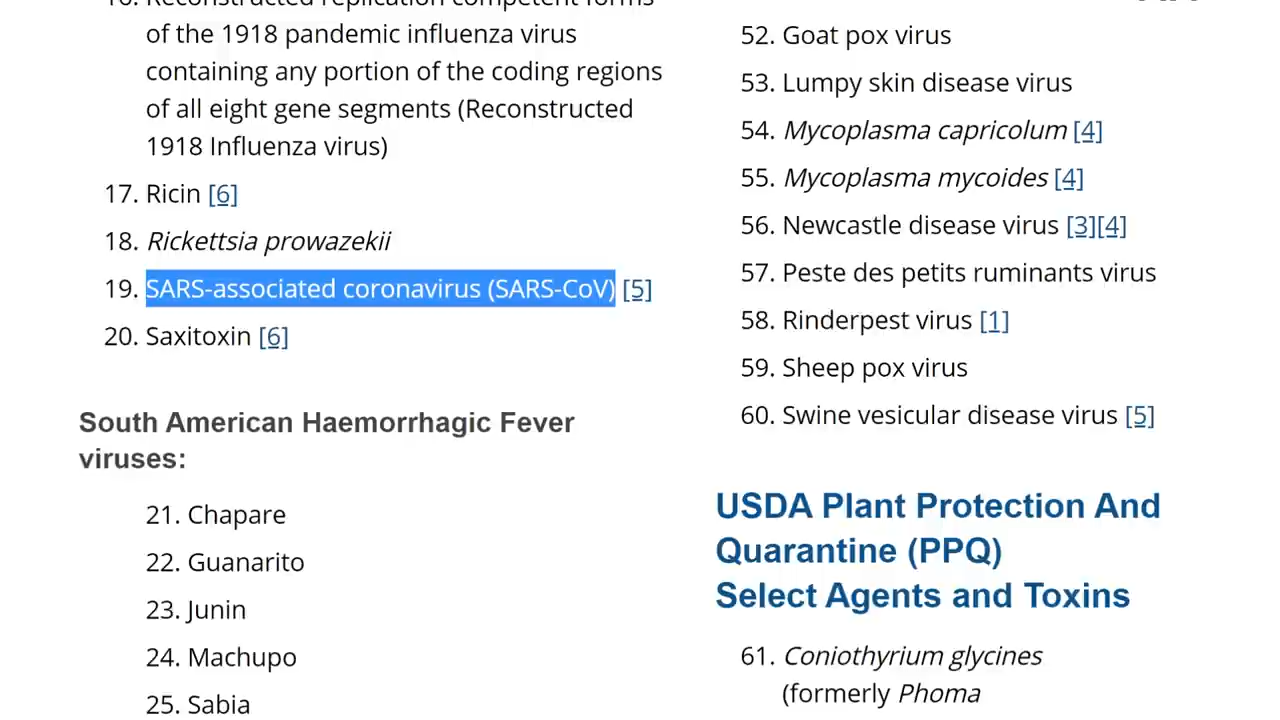 16. Reconstructed replication competent forms
of the 1918 pandemic influenza virus
containing any portion of the coding regions
of all eight gene segments (Reconstructed
1918 Influenza virus)
17. Ricin [6]
18. Rickettsia prowazekii
19. SARS-associated coronavirus (SARS-CoV) [5]
20. Saxitoxin [6]
South American Haemorrhagic Fever
viruses:
21. Chapare
22. Guanarito
23. Junin
24. Machupo
25. Sabia
52. Goat pox virus
53. Lumpy skin disease virus
54. Mycoplasma capricolum [4]
55. Mycoplasma mycoides [4]
56. Newcastle disease virus [3][4]
57. Peste des petits ruminants virus
58. Rinderpest virus [1]
59. Sheep pox virus
60. Swine vesicular disease virus [5]
USDA Plant Protection And
Quarantine (PPQ)
Select Agents and Toxins
61. Coniothyrium glycines
(formerly Phoma